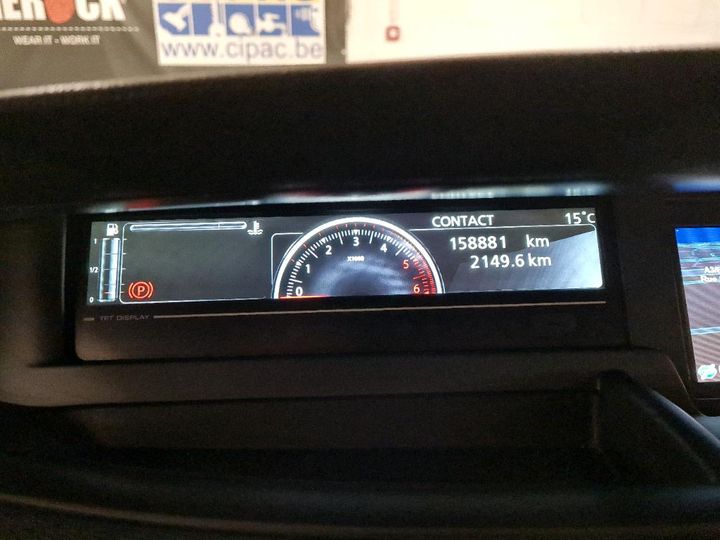 EROCK
WEAR IT - WORK IT
www.cipac.be
CONTACT 15°C
158881 km
2149.6 km
1
1/2
0
P
0 1 2 3 4 5 6
X1000
TFT DISPLAY